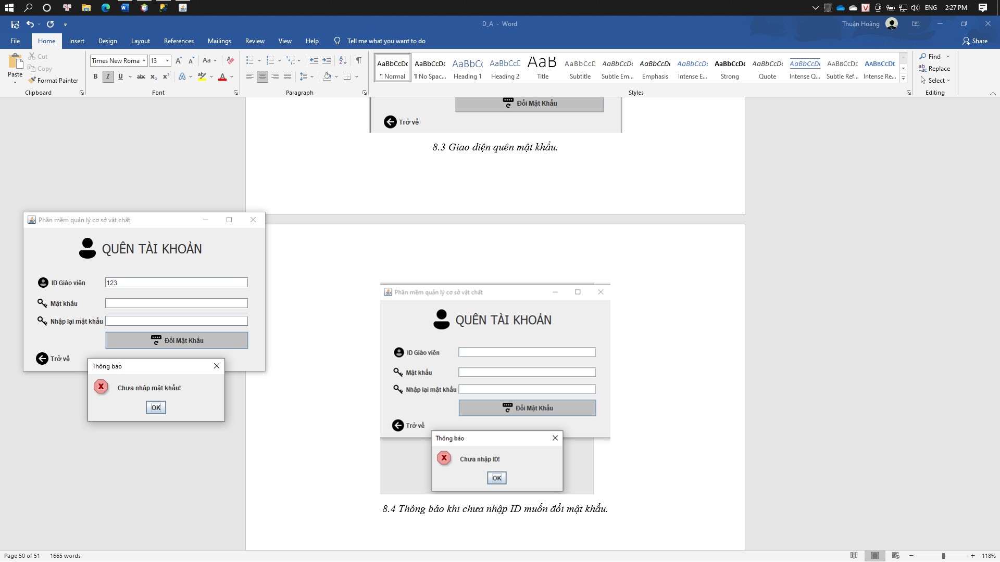 ENG
2:27 PM
D_A - Word
Thuận Hoàng
File
Home
Insert
Design
Layout
References
Mailings
Review
View
Help
Tell me what you want to do
Share
Paste
Cut
Copy
Format Painter
Clipboard
Times New Roma
13
Aa
Font
Paragraph
AaBbCcDc
¶ Normal
AaBbCcDc
¶ No Spac...
AaBbCc
Heading 1
AaBbCcD
Heading 2
AaB
Title
AaBbCcD
Subtitle
AaBbCcDc
Subtle Em...
AaBbCcDc
Emphasis
AaBbCcDc
Intense E...
AaBbCcDc
Strong
AaBbCcDc
Quote
AaBbCcDc
Intense Q...
AaBbCcDc
Subtle Ref...
AaBbCcDc
Intense Re...
Styles
Find
Replace
Select
Editing
Đổi Mật Khẩu
Trở về
8.3 Giao diện quên mật khẩu.
Phần mềm quản lý cơ sở vật chất
QUÊN TÀI KHOẢN
ID Giáo viên
123
Mật khẩu
Nhập lại mật khẩu
Đổi Mật Khẩu
Trở về
Thông báo
Chưa nhập mật khẩu!
OK
Phần mềm quản lý cơ sở vật chất
QUÊN TÀI KHOẢN
ID Giáo viên
Mật khẩu
Nhập lại mật khẩu
Đổi Mật Khẩu
Trở về
Thông báo
Chưa nhập ID!
OK
8.4 Thông báo khi chưa nhập ID muốn đổi mật khẩu.
Page 50 of 51
1665 words
118%